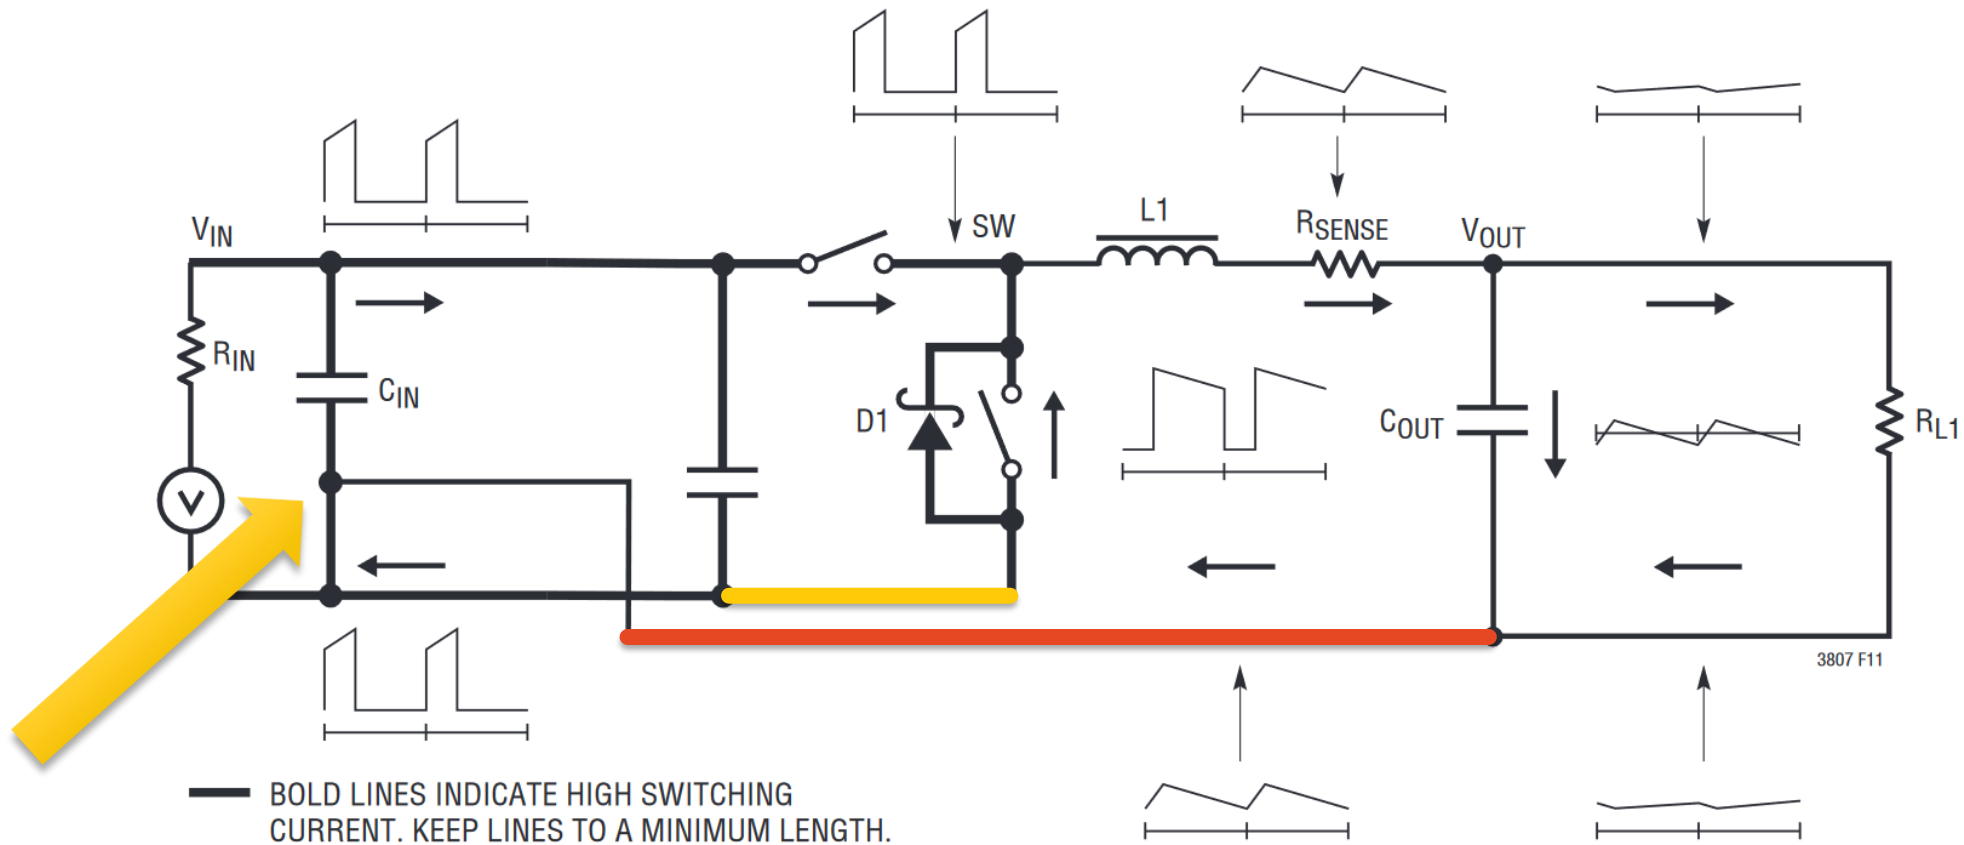 SW
L1
RSENSE
VOUT
VIN
RIN
CIN
D1
COUT
RL1
V
3807 F11
BOLD LINES INDICATE HIGH SWITCHING
CURRENT. KEEP LINES TO A MINIMUM LENGTH.